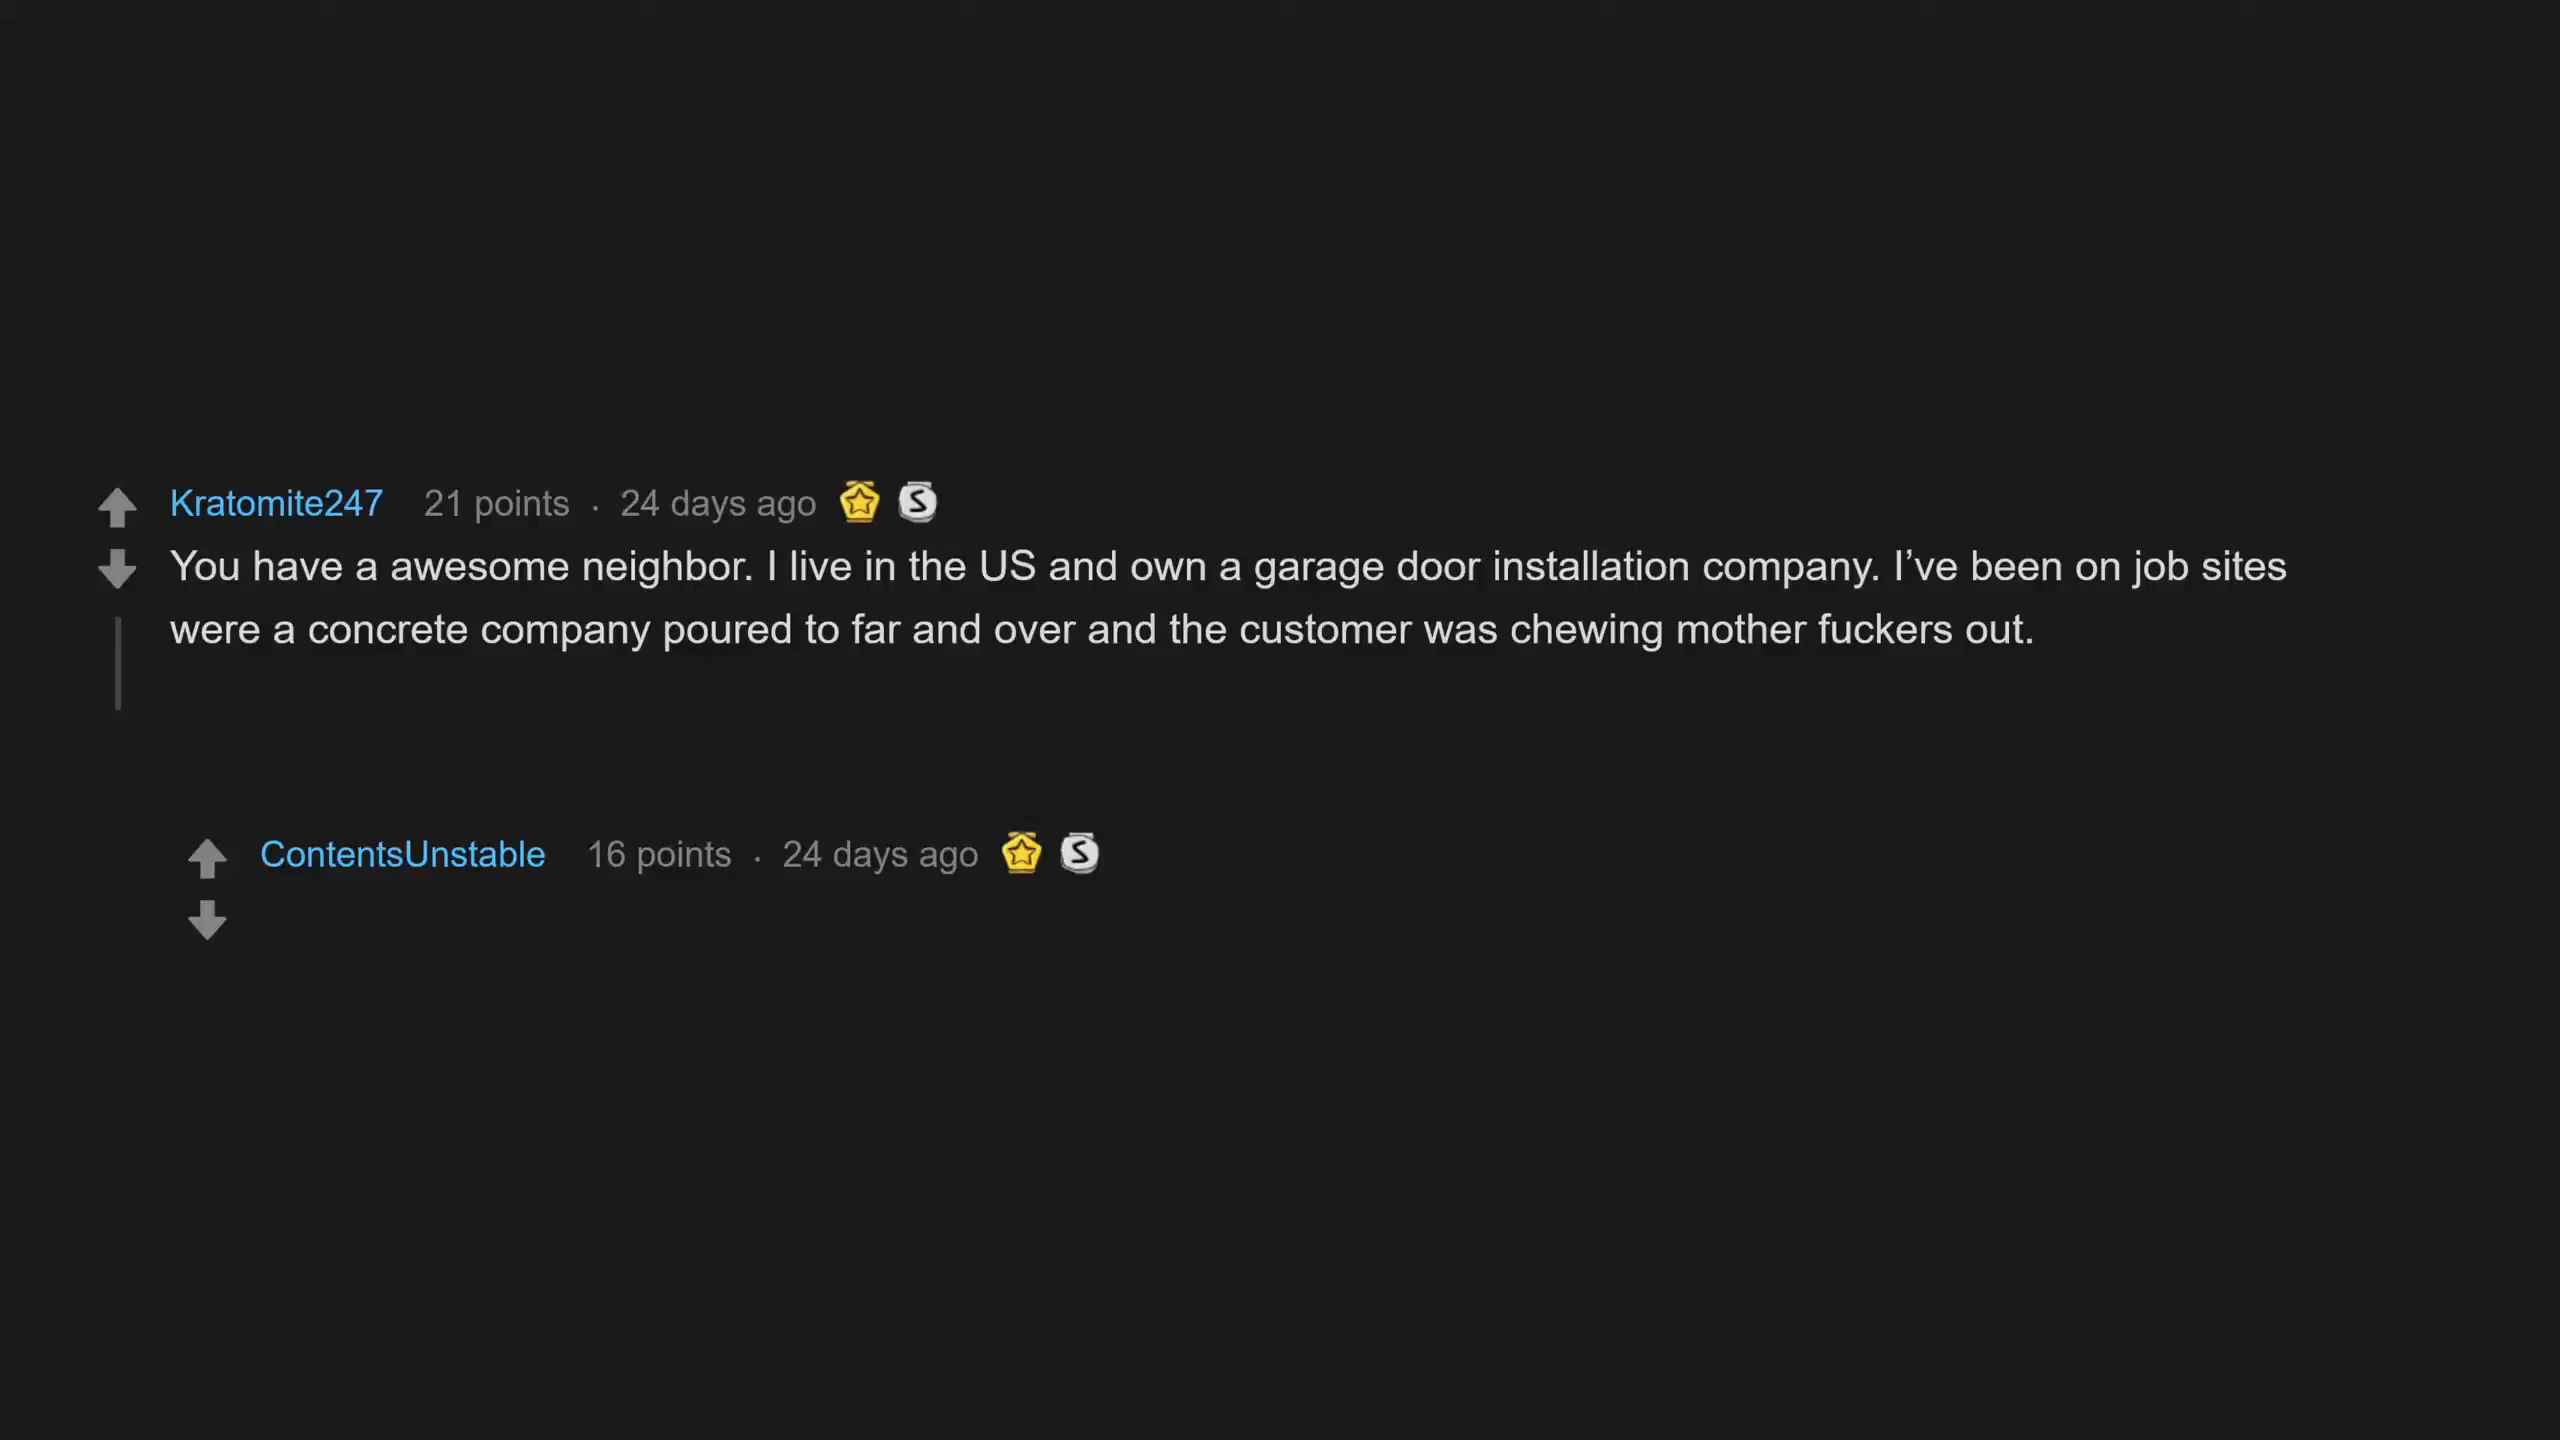 Kratomite247 21 points · 24 days ago
You have a awesome neighbor. I live in the US and own a garage door installation company. I’ve been on job sites
were a concrete company poured to far and over and the customer was chewing mother fuckers out.
ContentsUnstable 16 points · 24 days ago